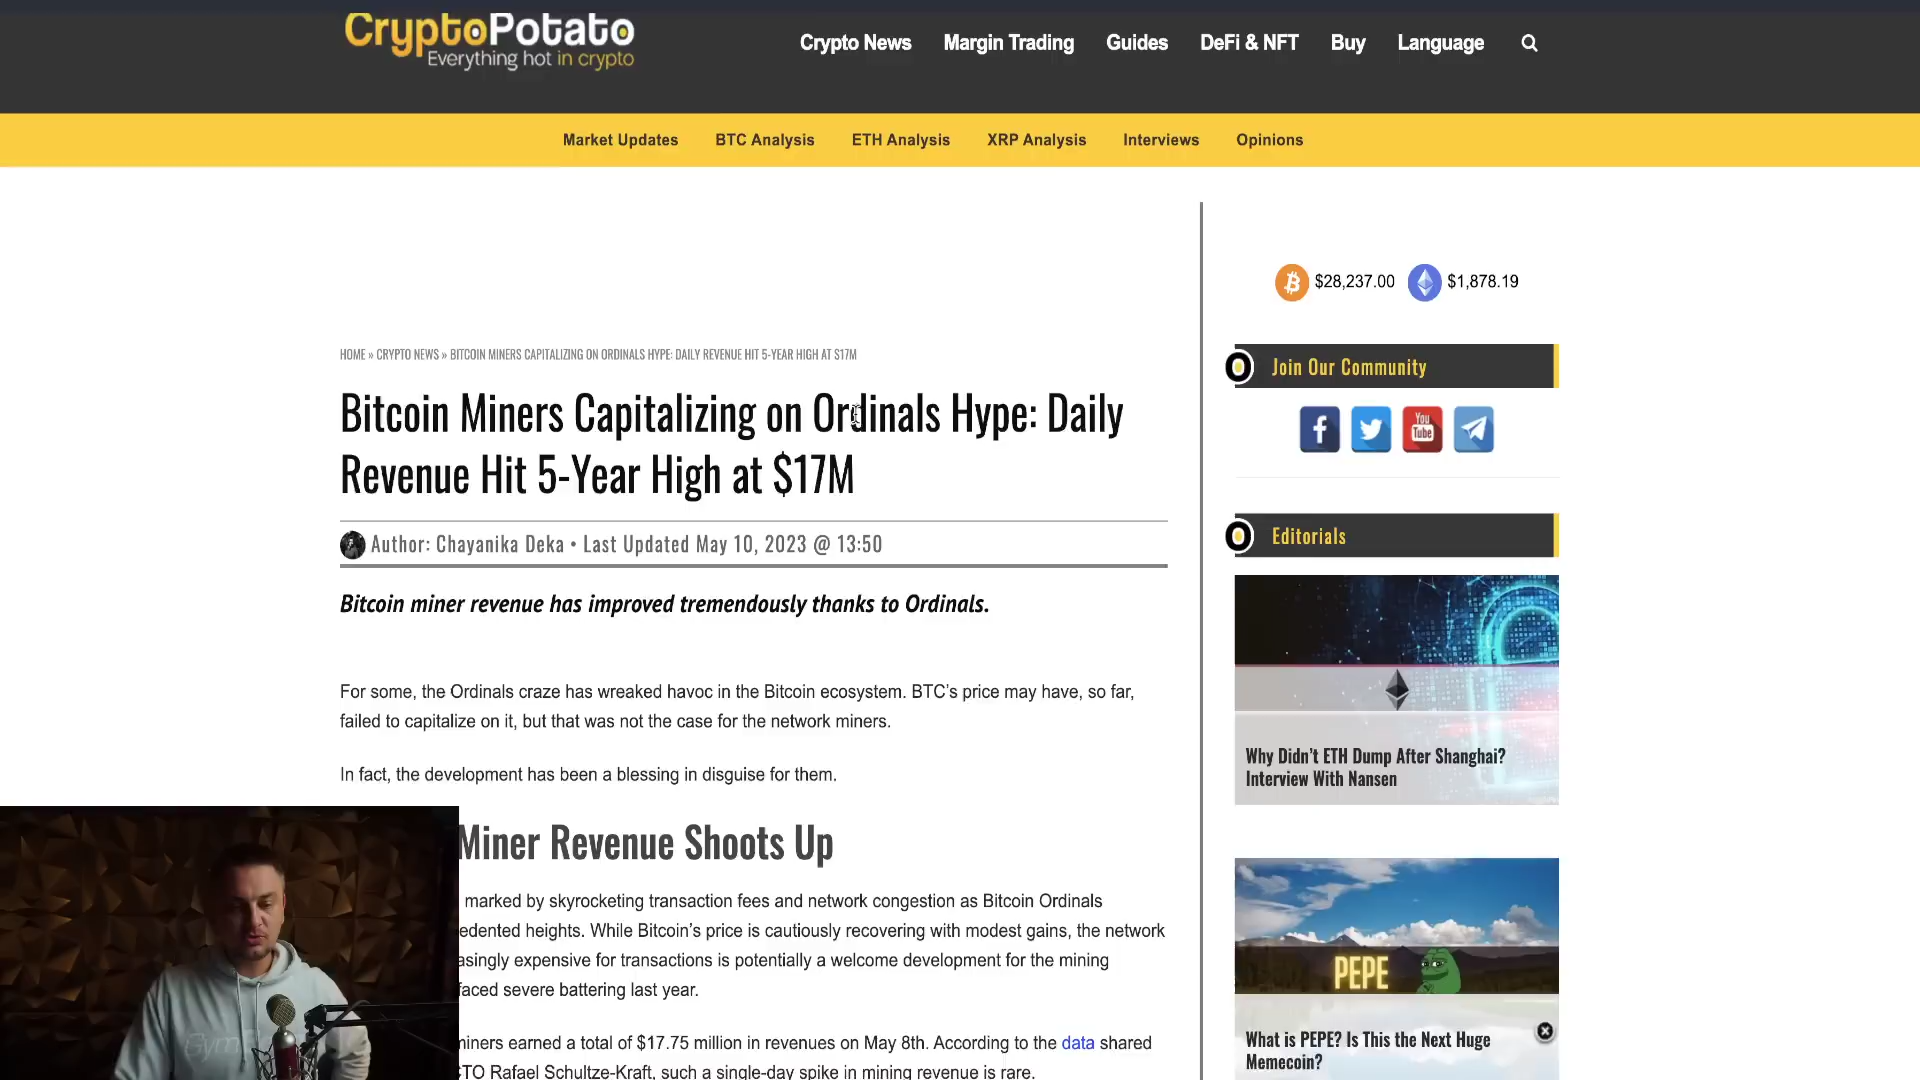 CryptoPotato
Everything hot in crypto
Crypto News
Margin Trading
Guides
DeFi & NFT
Buy
Language
Market Updates
BTC Analysis
ETH Analysis
XRP Analysis
Interviews
Opinions
$28,237.00
$1,878.19
HOME » CRYPTO NEWS » BITCOIN MINERS CAPITALIZING ON ORDINALS HYPE: DAILY REVENUE HIT 5-YEAR HIGH AT $17M
Bitcoin Miners Capitalizing on Ordinals Hype: Daily
Revenue Hit 5-Year High at $17M
Author: Chayanika Deka • Last Updated May 10, 2023 @ 13:50
Bitcoin miner revenue has improved tremendously thanks to Ordinals.
For some, the Ordinals craze has wreaked havoc in the Bitcoin ecosystem. BTC’s price may have, so far,
failed to capitalize on it, but that was not the case for the network miners.
In fact, the development has been a blessing in disguise for them.
Miner Revenue Shoots Up
marked by skyrocketing transaction fees and network congestion as Bitcoin Ordinals
edented heights. While Bitcoin’s price is cautiously recovering with modest gains, the network
asingly expensive for transactions is potentially a welcome development for the mining
faced severe battering last year.
miners earned a total of $17.75 million in revenues on May 8th. According to the data shared
CTO Rafael Schultze-Kraft, such a single-day spike in mining revenue is rare.
Join Our Community
You
Tube
Editorials
Why Didn’t ETH Dump After Shanghai?
Interview With Nansen
PEPE
What is PEPE? Is This the Next Huge
Memecoin?